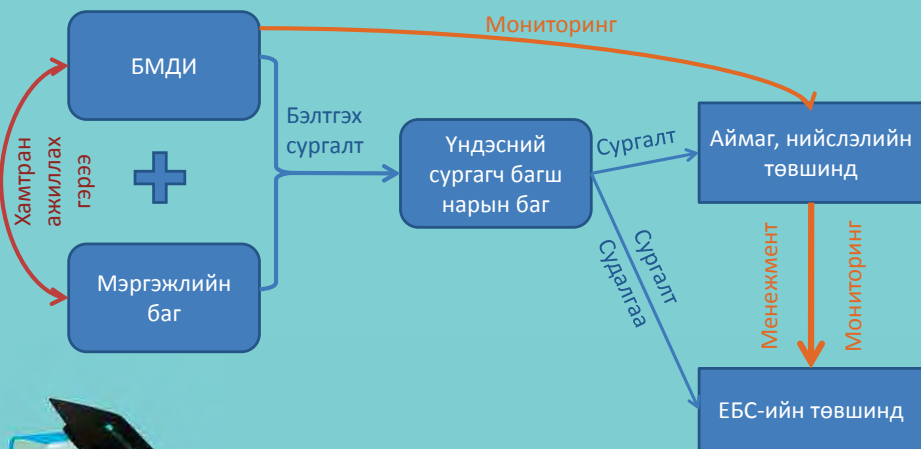 Мониторинг
БМДИ
Хамтран
ажиллах
гэрээ
Бэлтгэх
сургалт
Мэргэжлийн
баг
Үндэсний
сургагч багш
нарын баг
Сургалт
Сургалт
Судалгаа
Аймаг, нийслэлийн
төвшинд
Менежмент
Мониторинг
ЕБС-ийн төвшинд